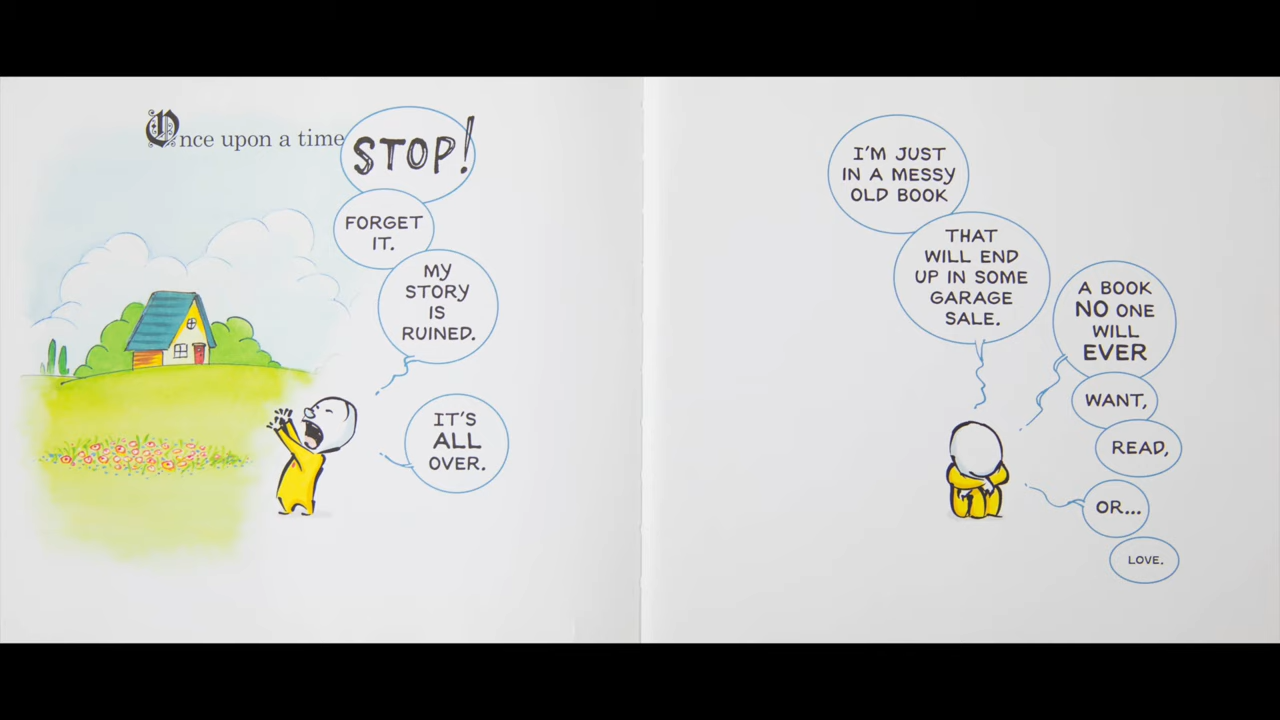 Once upon a time
STOP!
FORGET
IT.
MY
STORY
IS
RUINED.
IT'S
ALL
OVER.
I'M JUST
IN A MESSY
OLD BOOK
THAT
WILL END
UP IN SOME
GARAGE
SALE.
A BOOK
NO ONE
WILL
EVER
WANT,
READ,
OR...
LOVE.